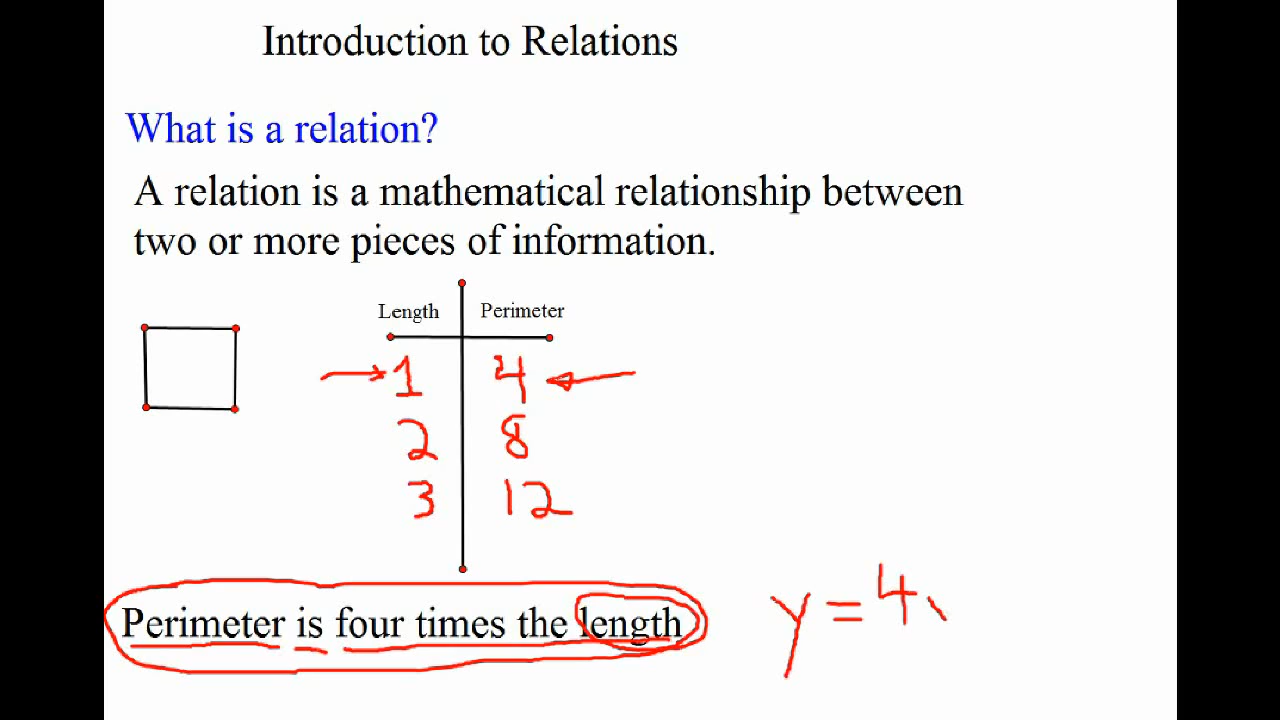 Introduction to Relations
What is a relation?
A relation is a mathematical relationship between
two or more pieces of information.
Length Perimeter
1 4
2 8
3 12
Perimeter is four times the length
y = 4